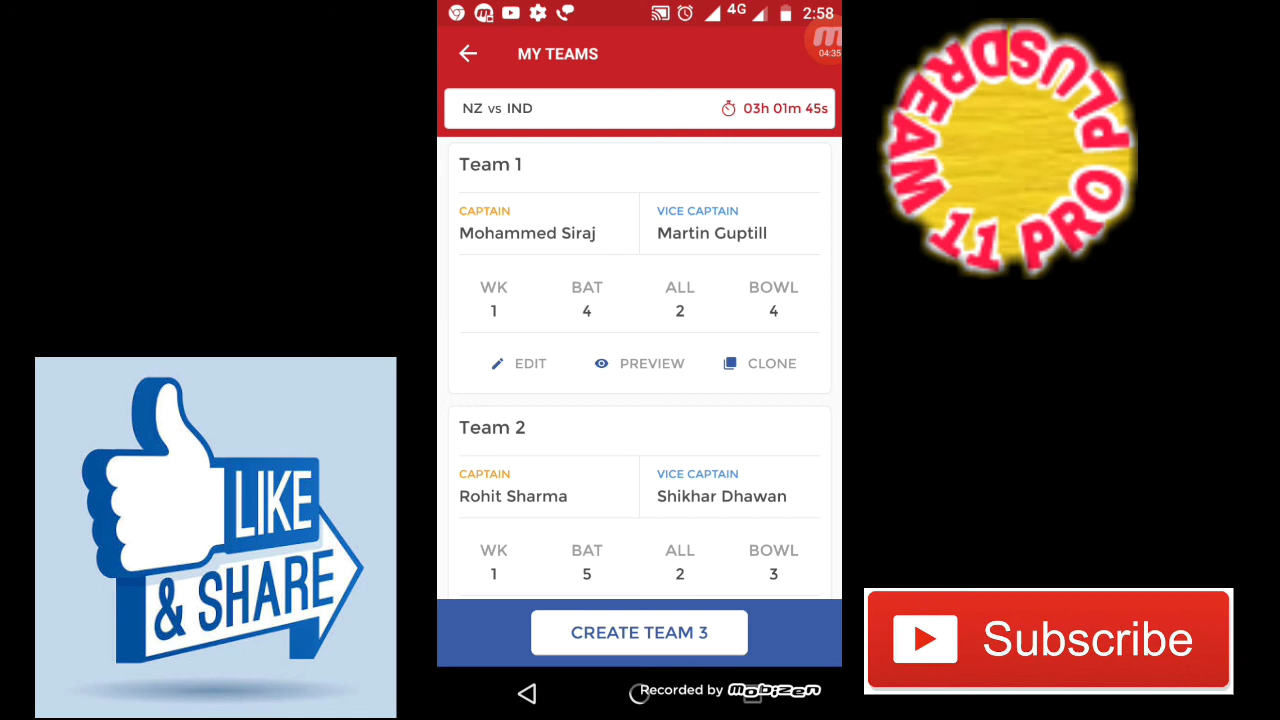 4G 2:58
04:35
MY TEAMS
NZ vs IND 03h 01m 45s
Team 1
CAPTAIN VICE CAPTAIN
Mohammed Siraj Martin Guptill
WK BAT ALL BOWL
1 4 2 4
EDIT PREVIEW CLONE
Team 2
CAPTAIN VICE CAPTAIN
Rohit Sharma Shikhar Dhawan
WK BAT ALL BOWL
1 5 2 3
CREATE TEAM 3
Recorded by mobizen
LIKE
& SHARE
DREAM 11 PRO PLUS
Subscribe